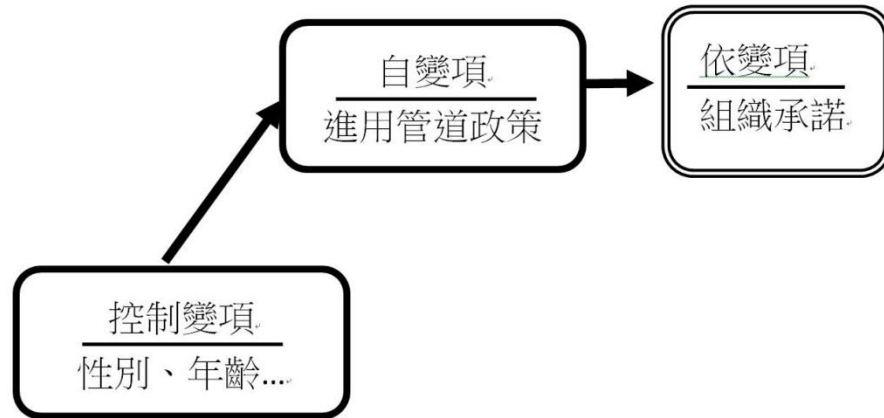 自變項
進用管道政策
依變項
組織承諾
控制變項
性別、年齡...